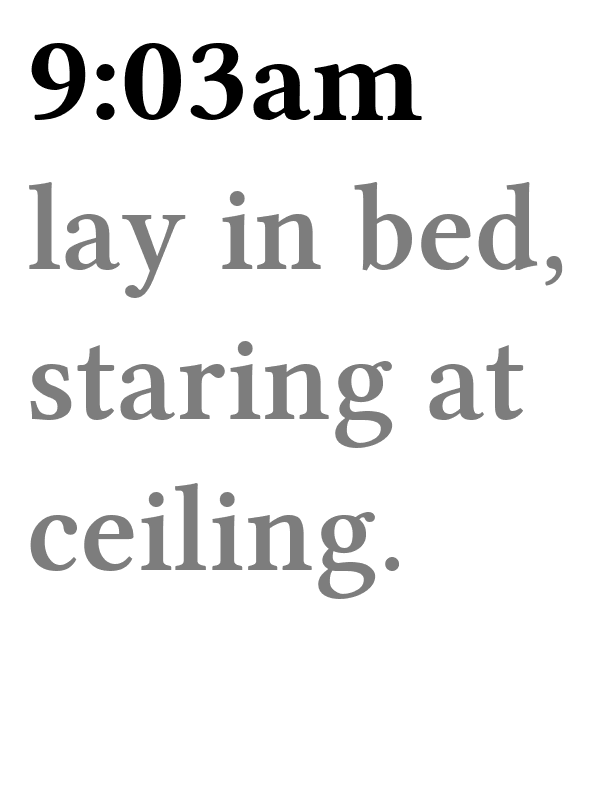 9:03am
lay in bed,
staring at
ceiling.